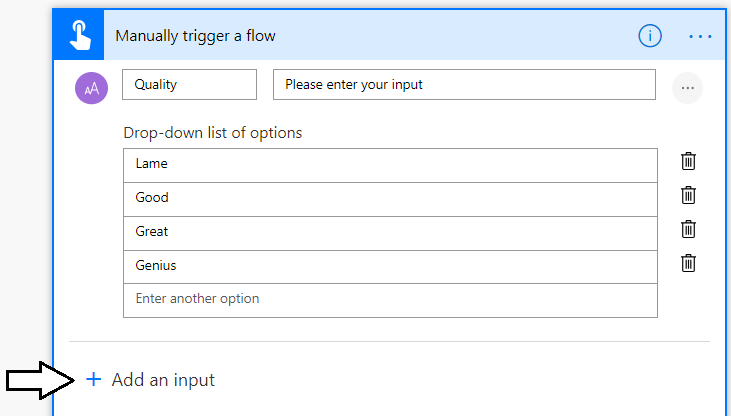 Manually trigger a flow
AA Quality Please enter your input
Drop-down list of options
Lame
Good
Great
Genius
Enter another option
+ Add an input